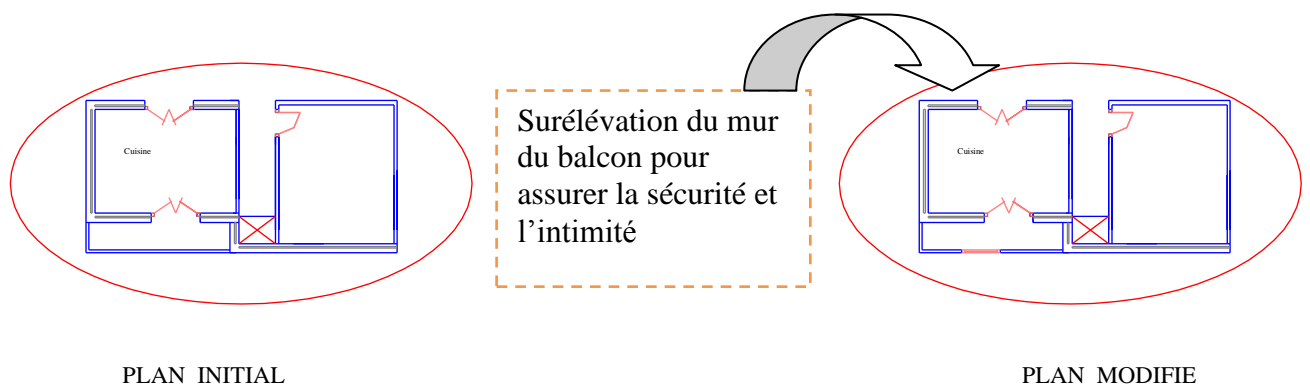 Cuisine
Surélévation du mur
du balcon pour
assurer la sécurité et
l’intimité
Cuisine
PLAN INITIAL
PLAN MODIFIE